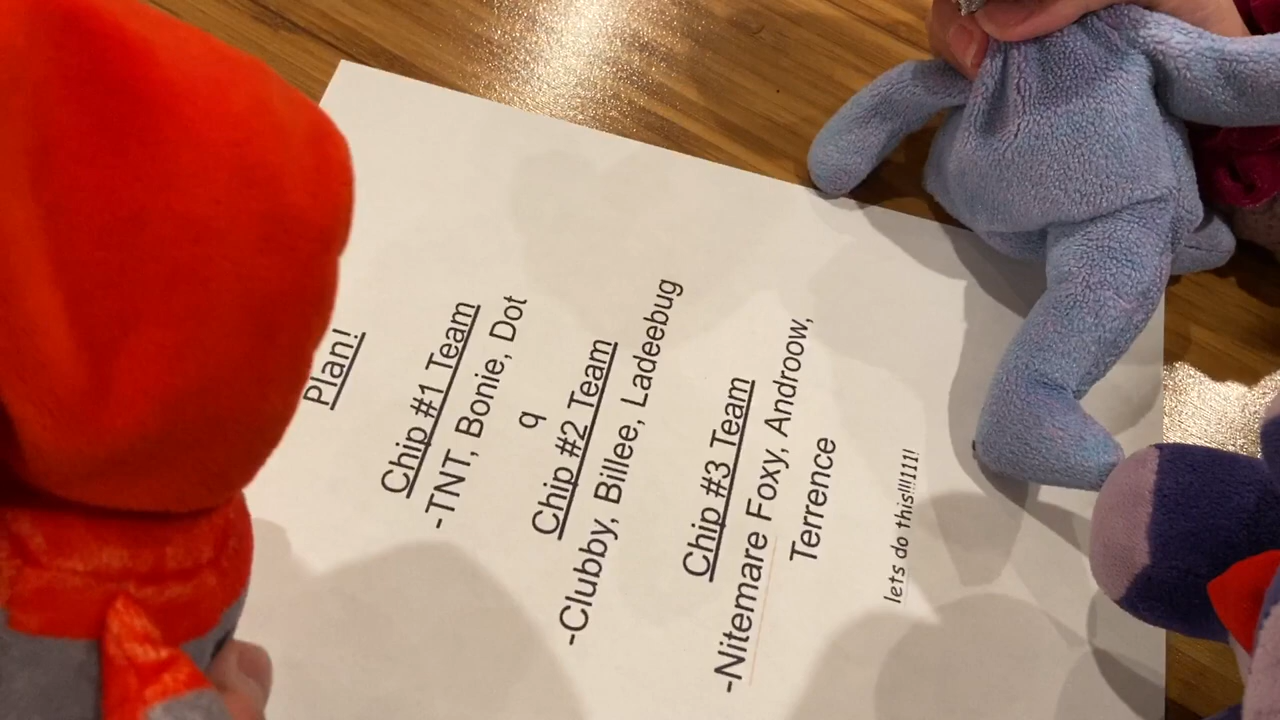 Plan!
Chip #1 Team
-TNT, Bonie, Dot
q
Chip #2 Team
-Clubby, Billee, Ladeebug
Chip #3 Team
-Nitemare Foxy, Androow,
Terrence
lets do this!!!111!